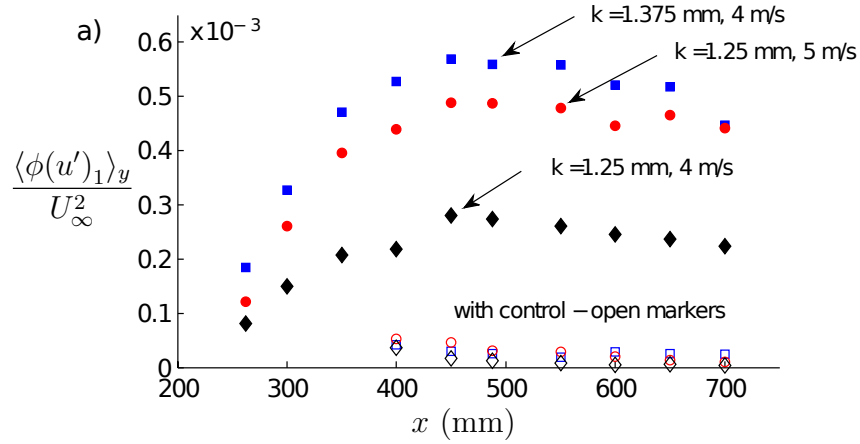 a)
x10⁻³
k =1.375 mm, 4 m/s
k =1.25 mm, 5 m/s
k =1.25 mm, 4 m/s
with control – open markers
⟨ϕ(u′)₁⟩y
U²∞
0.6
0.5
0.4
0.3
0.2
0.1
0
200 300 400 500 600 700
x (mm)